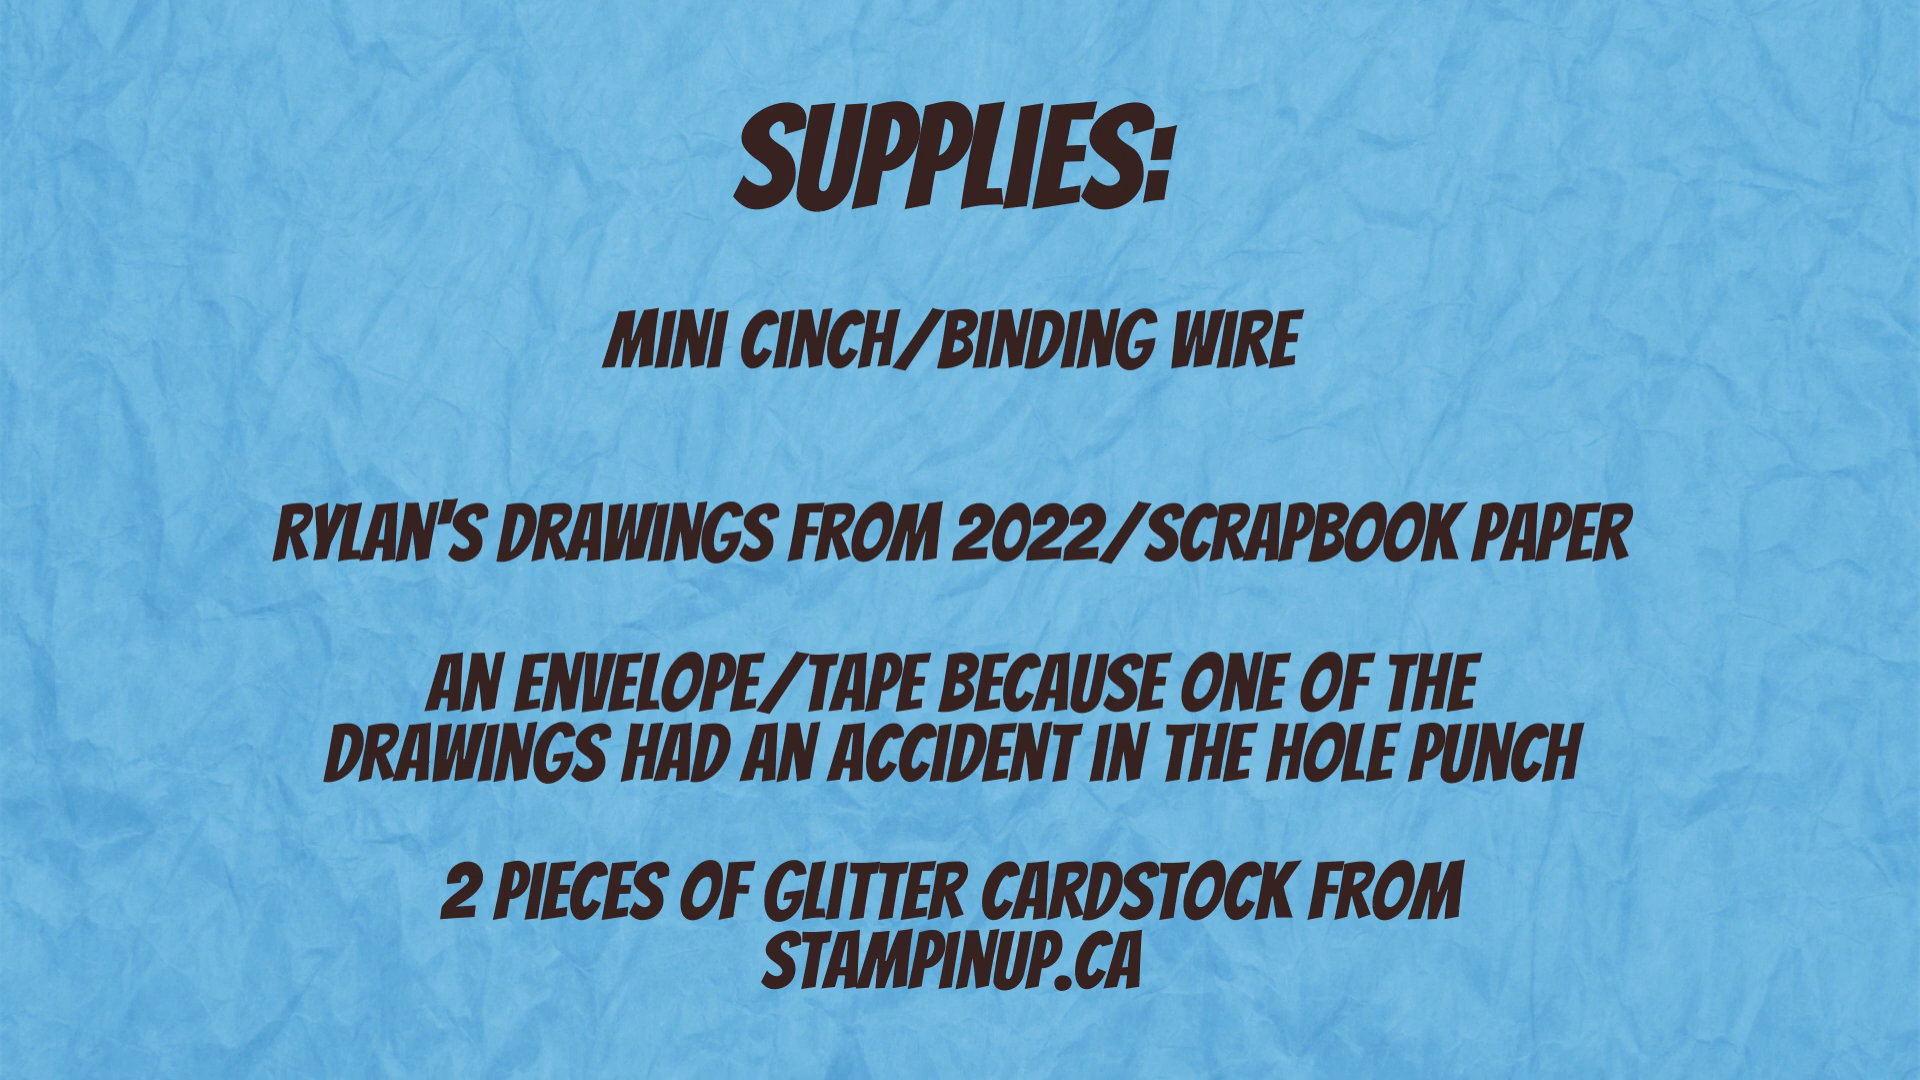 SUPPLIES:
MINI CINCH/BINDING WIRE
RYLAN'S DRAWINGS FROM 2022/SCRAPBOOK PAPER
AN ENVELOPE/TAPE BECAUSE ONE OF THE
DRAWINGS HAD AN ACCIDENT IN THE HOLE PUNCH
2 PIECES OF GLITTER CARDSTOCK FROM
STAMPINUP.CA